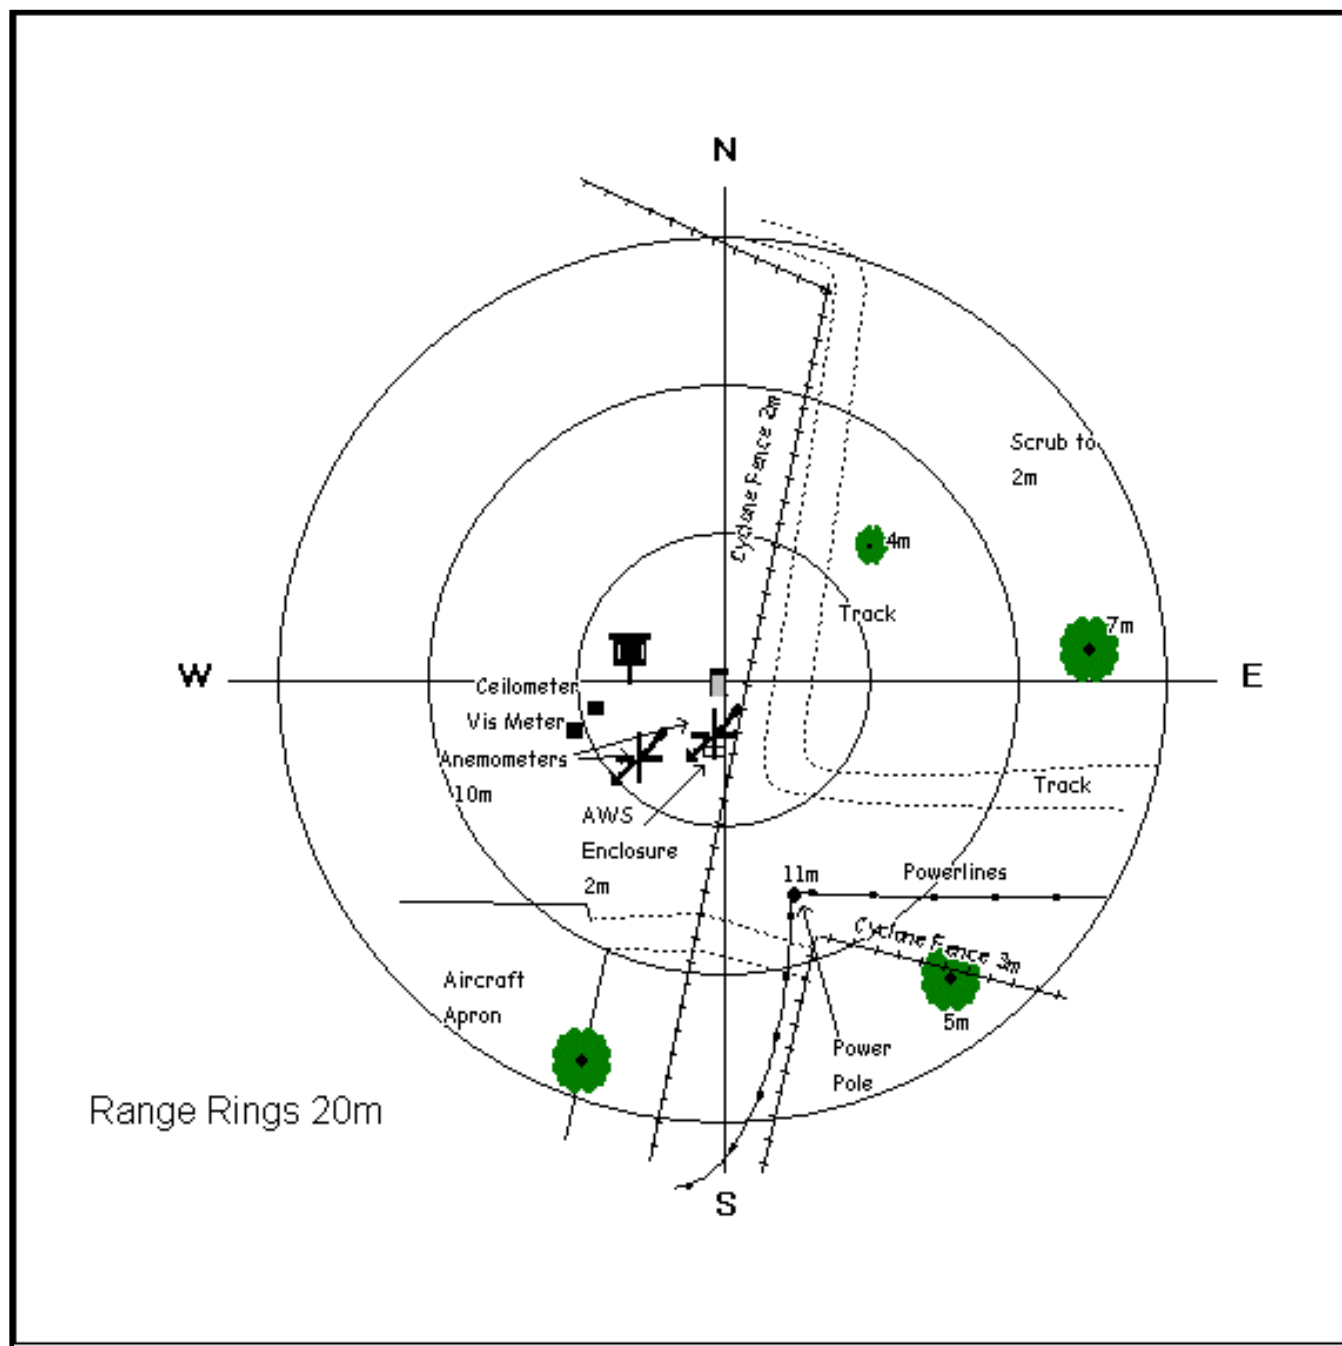 N
Cyclone Fence 2m
Scrub to
2m
4m
Track
7m
W
E
Ceilometer
Vis Meter
Anemometers
10m
Track
AWS
Enclosure
2m
11m
Powerlines
Cyclone Fence 3m
Aircraft
Apron
5m
Power
Pole
Range Rings 20m
S